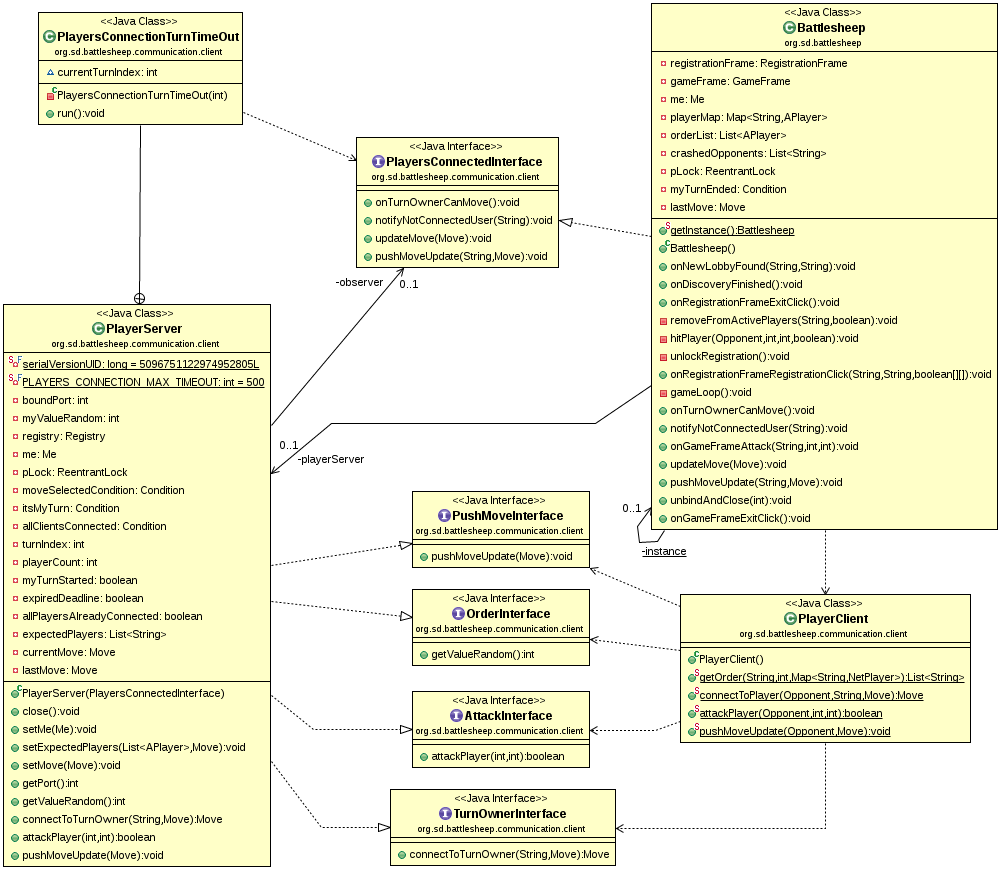 <<Java Class>>
PlayersConnectionTurnTimeOut
org.sd.battlesheep.communication.client
currentTurnIndex: int
PlayersConnectionTurnTimeOut(int)
run():void
<<Java Interface>>
PlayersConnectedInterface
org.sd.battlesheep.communication.client
onTurnOwnerCanMove():void
notifyNotConnectedUser(String):void
updateMove(Move):void
pushMoveUpdate(String,Move):void
<<Java Class>>
Battlesheep
org.sd.battlesheep
registrationFrame: RegistrationFrame
gameFrame: GameFrame
me: Me
playerMap: Map<String,APlayer>
orderList: List<APlayer>
crashedOpponents: List<String>
pLock: ReentrantLock
myTurnEnded: Condition
lastMove: Move
getInstance():Battlesheep
Battlesheep()
onNewLobbyFound(String,String):void
onDiscoveryFinished():void
onRegistrationFrameExitClick():void
removeFromActivePlayers(String,boolean):void
hitPlayer(Opponent,int,int,boolean):void
unlockRegistration():void
onRegistrationFrameRegistrationClick(String,String,boolean[][]):void
gameLoop():void
onTurnOwnerCanMove():void
notifyNotConnectedUser(String):void
onGameFrameAttack(String,int,int):void
updateMove(Move):void
pushMoveUpdate(String,Move):void
unbindAndClose(int):void
onGameFrameExitClick():void
-observer
0..1
0..1
-playerServer
0..1
-instance
<<Java Class>>
PlayerServer
org.sd.battlesheep.communication.client
serialVersionUID: long = 5096751122974952805L
PLAYERS_CONNECTION_MAX_TIMEOUT: int = 500
boundPort: int
myValueRandom: int
registry: Registry
me: Me
pLock: ReentrantLock
moveSelectedCondition: Condition
itsMyTurn: Condition
allClientsConnected: Condition
turnIndex: int
playerCount: int
myTurnStarted: boolean
expiredDeadline: boolean
allPlayersAlreadyConnected: boolean
expectedPlayers: List<String>
currentMove: Move
lastMove: Move
PlayerServer(PlayersConnectedInterface)
close():void
setMe(Me):void
setExpectedPlayers(List<APlayer>,Move):void
setMove(Move):void
getPort():int
getValueRandom():int
connectToTurnOwner(String,Move):Move
attackPlayer(int,int):boolean
pushMoveUpdate(Move):void
<<Java Interface>>
PushMoveInterface
org.sd.battlesheep.communication.client
pushMoveUpdate(Move):void
<<Java Interface>>
OrderInterface
org.sd.battlesheep.communication.client
getValueRandom():int
<<Java Interface>>
AttackInterface
org.sd.battlesheep.communication.client
attackPlayer(int,int):boolean
<<Java Interface>>
TurnOwnerInterface
org.sd.battlesheep.communication.client
connectToTurnOwner(String,Move):Move
<<Java Class>>
PlayerClient
org.sd.battlesheep.communication.client
PlayerClient()
getOrder(String,int,Map<String,NetPlayer>):List<String>
connectToPlayer(Opponent,String,Move):Move
attackPlayer(Opponent,int,int):boolean
pushMoveUpdate(Opponent,Move):void